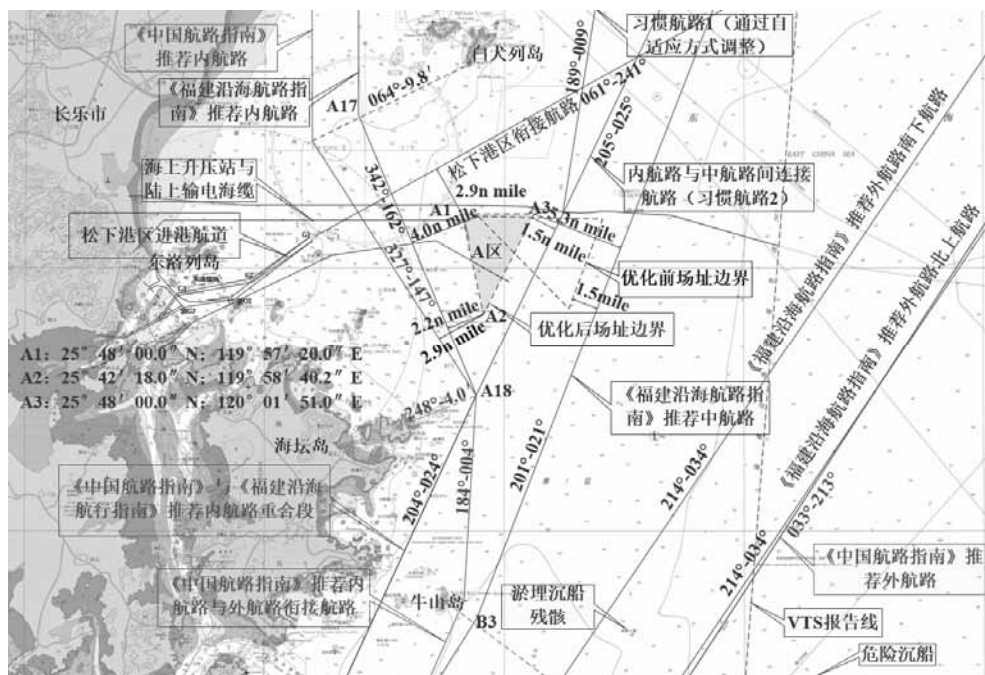 《中国航路指南》
推荐内航路
《福建沿海航路指
南》推荐内航路
长乐市
A17
064°-9.8′
白犬列岛
习惯航路1（通过自
适应方式调整）
189°-009°
松下港区衔接航路 061°-241°
205°-025°
东
海
EAST CHINA SEA
海上升压站与
陆上输电海缆
342°-162°
2.9n mile
内航路与中航路间连接
航路（习惯航路2）
A1
A3
5.3n mile
4.0n mile
松下港区进港航道
东洛列岛
A区
1.5n mile
优化前场址边界
327°-147°
1.5mile
2.2n mile
A2
优化后场址边界
2.9n mile
A1：25° 48′ 00.0″ N；119° 57′ 20.0″ E
A2：25° 42′ 18.0″ N；119° 58′ 40.2″ E
A3：25° 48′ 00.0″ N；120° 01′ 51.0″ E
《福建沿海航路指南》推荐外航路南下航路
《福建沿海航路指南》推荐外航路北上航路
A18
248°-4.0′
《福建沿海航路指
南》推荐中航路
海坛岛
《中国航路指南》与《福建沿海
航行指南》推荐内航路重合段
204°-024°
184°-004°
201°-021°
214°-034°
033°-213°
214°-034°
《中国航路指南》推
荐外航路
《中国航路指南》推荐内
航路与外航路衔接航路
牛山岛
B3
淤埋沉船
残骸
VTS报告线
危险沉船